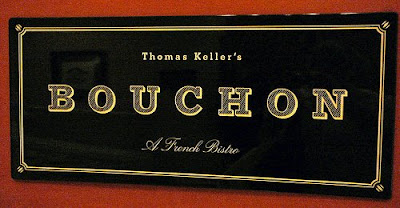 Thomas Keller's
BOUCHON
A French Bistro